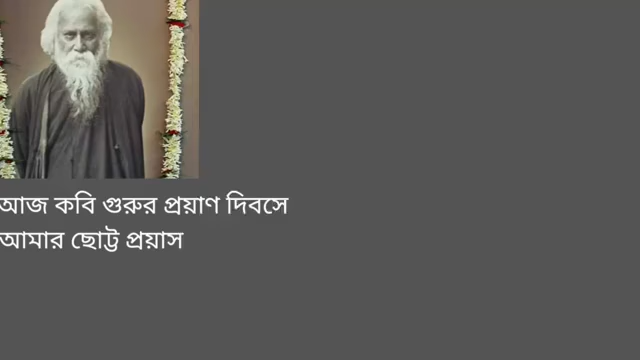 আজ কবি গুরুর প্রয়াণ দিবসে
আমার ছোট্ট প্রয়াস